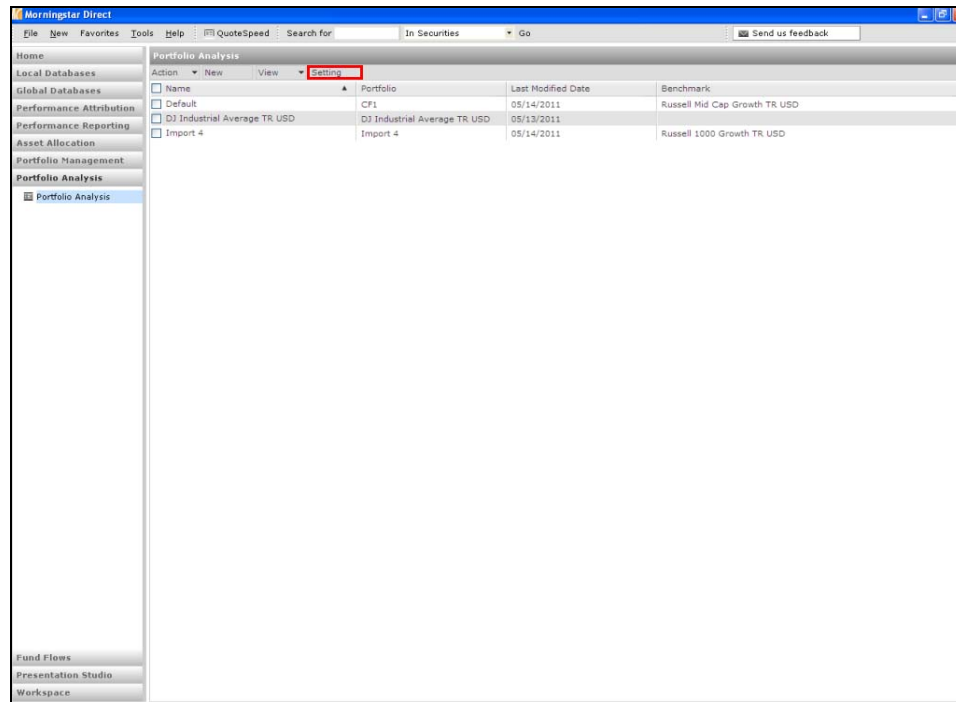 Morningstar Direct
File New Favorites Tools Help QuoteSpeed Search for In Securities Go Send us feedback
Home
Local Databases
Global Databases
Performance Attribution
Performance Reporting
Asset Allocation
Portfolio Management
Portfolio Analysis
Portfolio Analysis
Portfolio Analysis
Action New View Setting
Name Portfolio Last Modified Date Benchmark
Default CF1 05/14/2011 Russell Mid Cap Growth TR USD
DJ Industrial Average TR USD DJ Industrial Average TR USD 05/13/2011
Import 4 Import 4 05/14/2011 Russell 1000 Growth TR USD
Fund Flows
Presentation Studio
Workspace